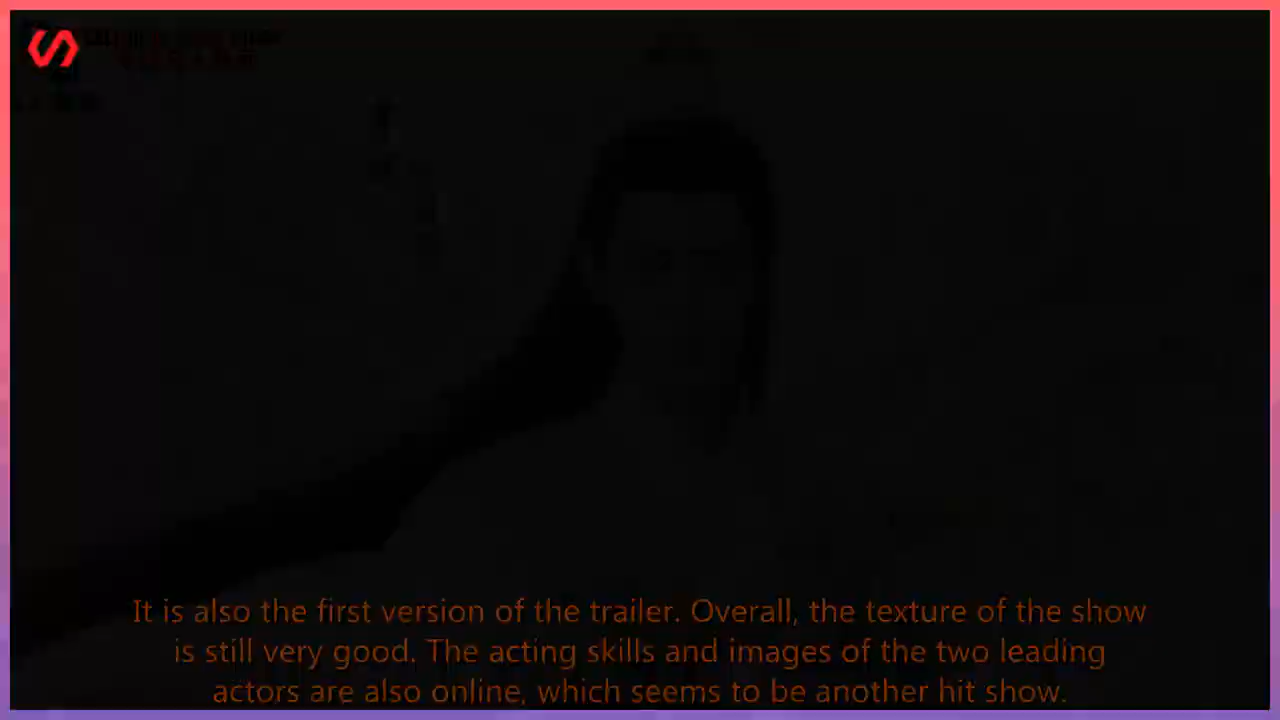 It is also the first version of the trailer. Overall, the texture of the show
is still very good. The acting skills and images of the two leading
actors are also online, which seems to be another hit show.